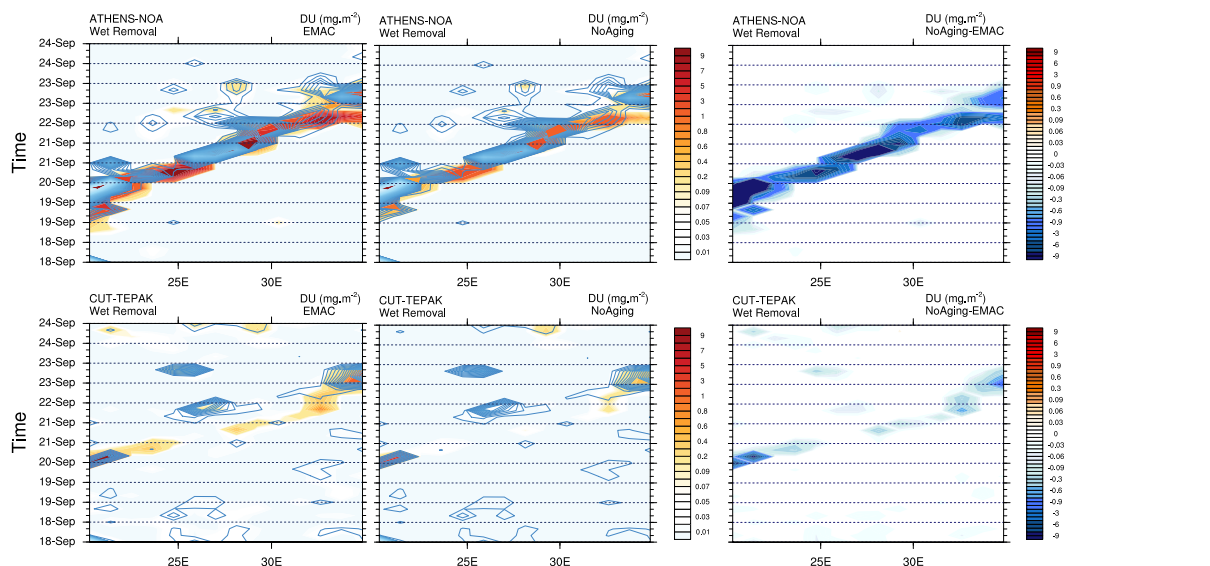 ATHENS-NOA DU (mg.m-2)
Wet Removal EMAC
ATHENS-NOA DU (mg.m-2)
Wet Removal NoAging
ATHENS-NOA DU (mg.m-2)
Wet Removal NoAging-EMAC
Time
24-Sep
24-Sep
23-Sep
23-Sep
22-Sep
21-Sep
21-Sep
20-Sep
19-Sep
19-Sep
18-Sep
18-Sep
25E 30E
25E 30E
25E 30E
9
7
5
3
1
0.8
0.6
0.4
0.2
0.09
0.07
0.05
0.03
0.01
9
6
3
0.9
0.6
0.3
0.09
0.06
0.03
0
-0.03
-0.06
-0.09
-0.3
-0.6
-0.9
-3
-6
-9
CUT-TEPAK DU (mg.m-2)
Wet Removal EMAC
CUT-TEPAK DU (mg.m-2)
Wet Removal NoAging
CUT-TEPAK DU (mg.m-2)
Wet Removal NoAging-EMAC
Time
24-Sep
24-Sep
23-Sep
23-Sep
22-Sep
21-Sep
21-Sep
20-Sep
19-Sep
19-Sep
18-Sep
18-Sep
25E 30E
25E 30E
25E 30E
9
7
5
3
1
0.8
0.6
0.4
0.2
0.09
0.07
0.05
0.03
0.01
9
6
3
0.9
0.6
0.3
0.09
0.06
0.03
0
-0.03
-0.06
-0.09
-0.3
-0.6
-0.9
-3
-6
-9